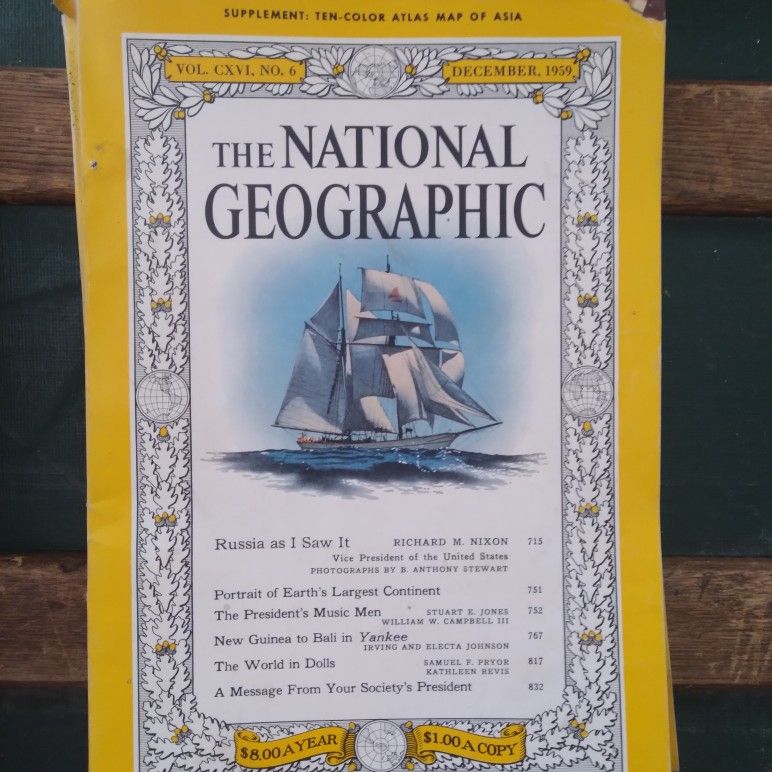 SUPPLEMENT: TEN-COLOR ATLAS MAP OF ASIA
VOL. CXVI, NO. 6 DECEMBER, 1959
THE NATIONAL
GEOGRAPHIC
Russia as I Saw It RICHARD M. NIXON 715
Vice President of the United States
PHOTOGRAPHS BY B. ANTHONY STEWART
Portrait of Earth's Largest Continent 751
The President's Music Men STUART E. JONES 752
WILLIAM W. CAMPBELL III
New Guinea to Bali in Yankee 767
IRVING AND ELECTA JOHNSON
The World in Dolls SAMUEL F. PRYOR 817
KATHLEEN REVIS
A Message From Your Society's President 832
$8.00 A YEAR $1.00 A COPY